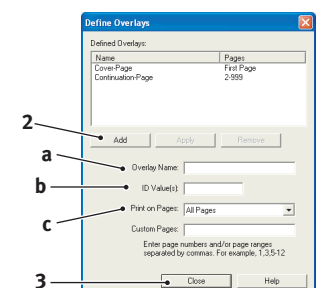 Define Overlays
Defined Overlays:
Name Pages
Cover-Page First Page
Continuation-Page 2-999
2
Add Apply Remove
a Overlay Name:
b ID Value(s):
c Print on Pages: All Pages
Custom Pages:
Enter page numbers and/or page ranges
separated by commas. For example, 1,3,5-12
3 Close Help